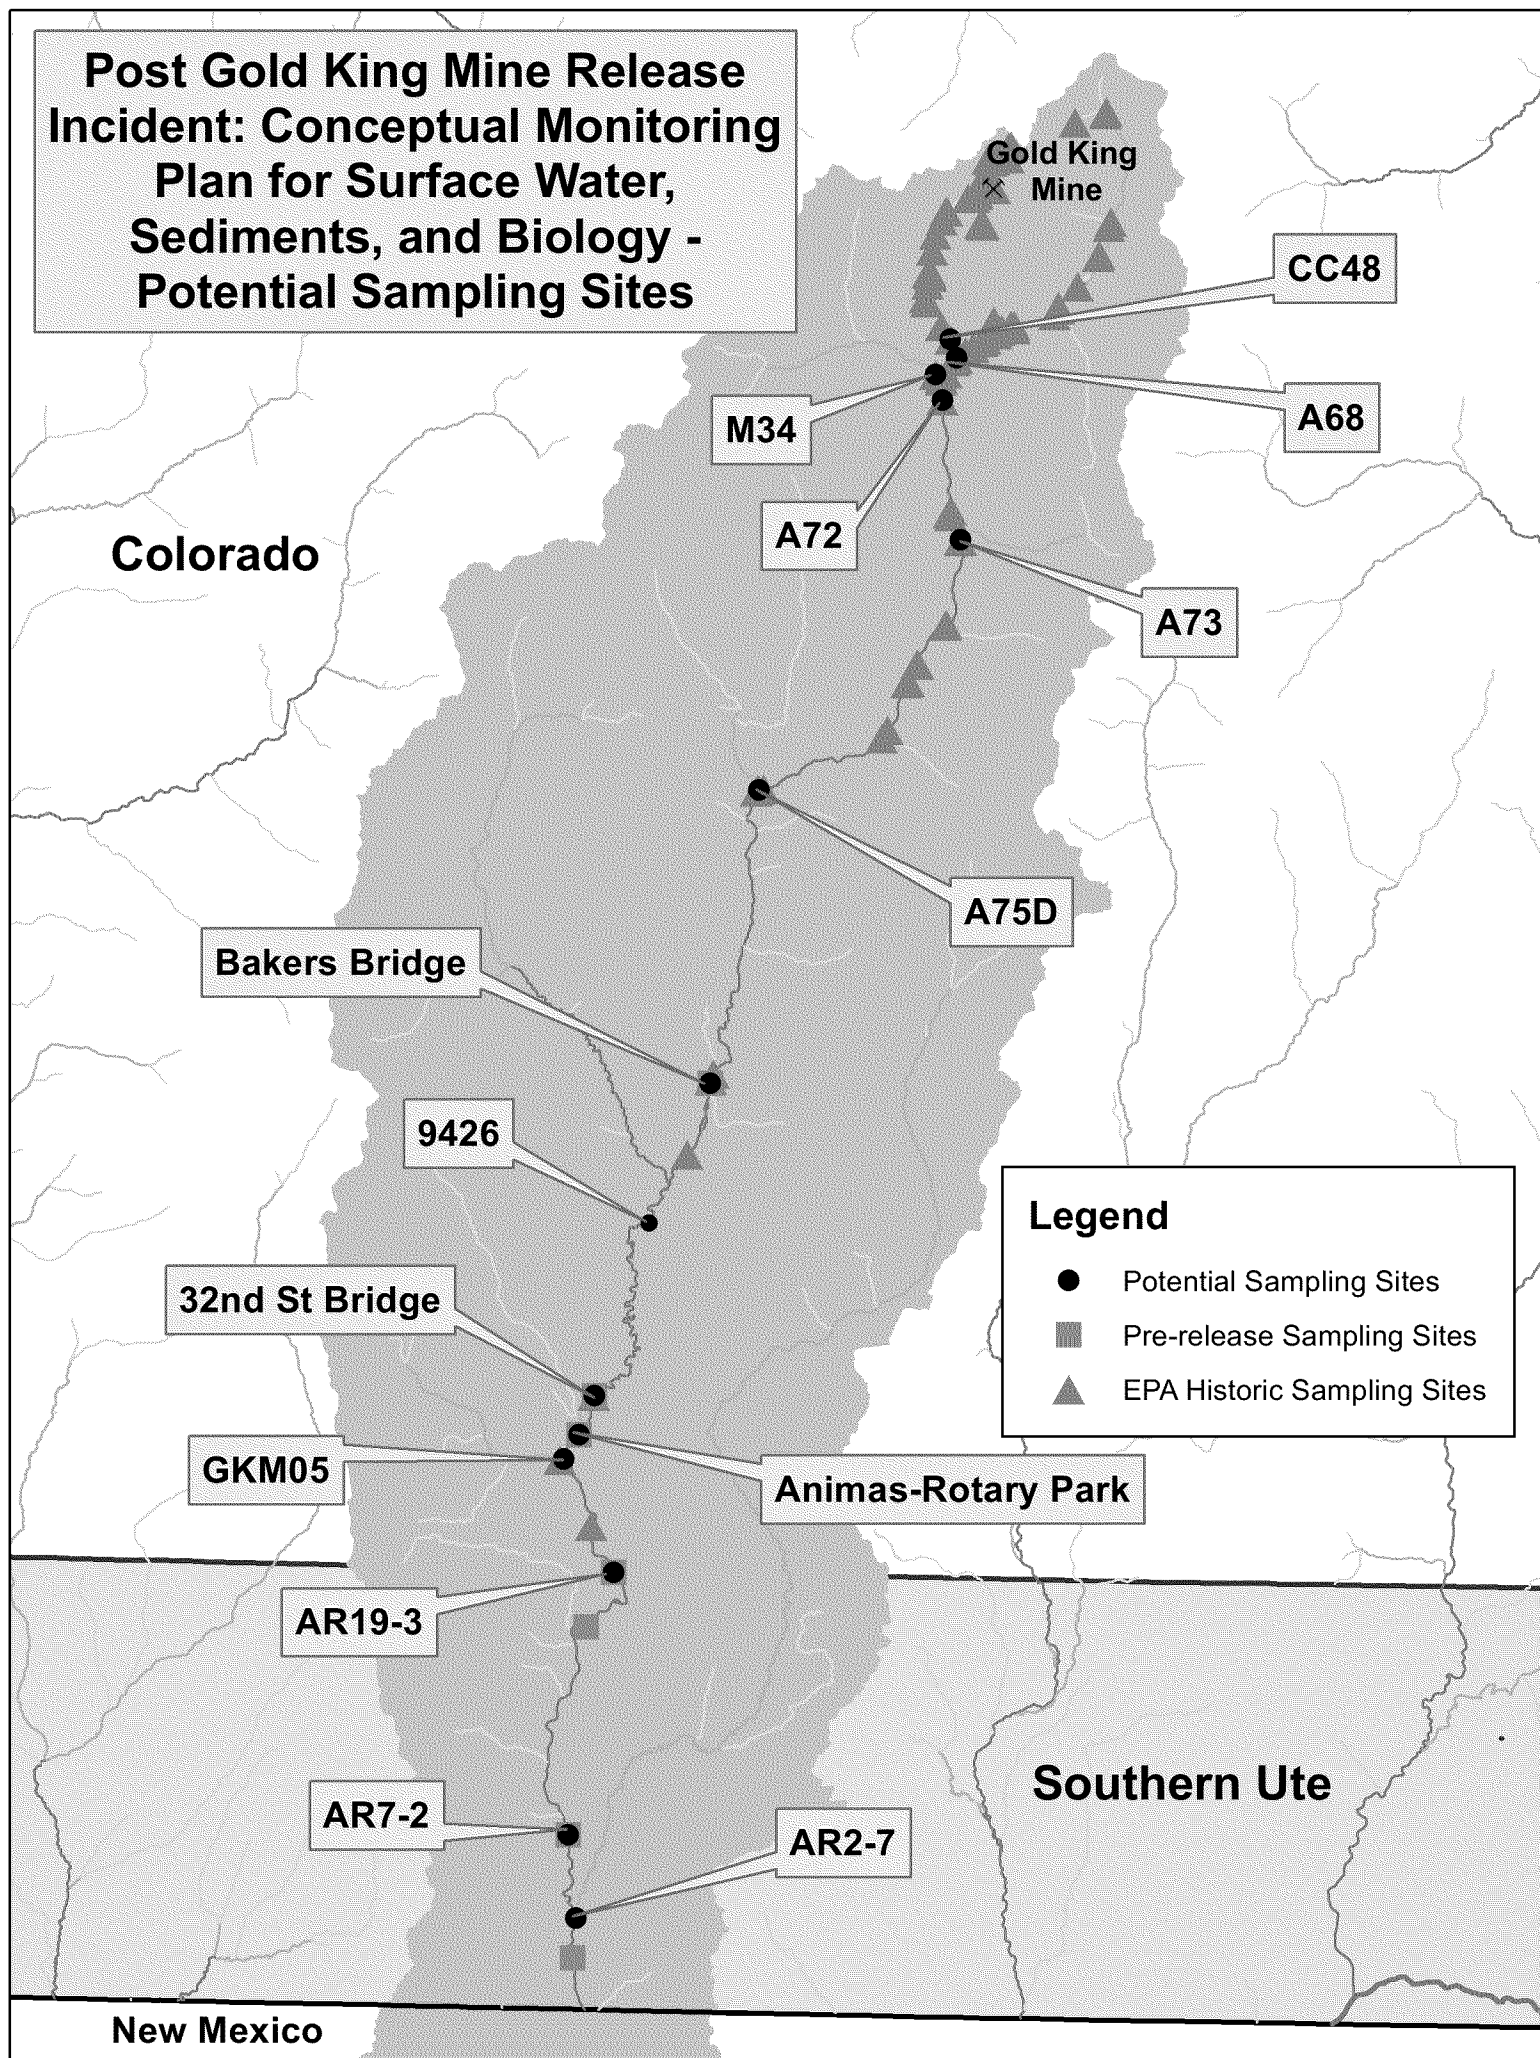 Post Gold King Mine Release
Incident: Conceptual Monitoring
Plan for Surface Water,
Sediments, and Biology -
Potential Sampling Sites
Gold King
Mine
CC48
A68
M34
A72
Colorado
A73
A75D
Bakers Bridge
9426
Legend
Potential Sampling Sites
Pre-release Sampling Sites
EPA Historic Sampling Sites
32nd St Bridge
GKM05
Animas-Rotary Park
AR19-3
Southern Ute
AR7-2
AR2-7
New Mexico